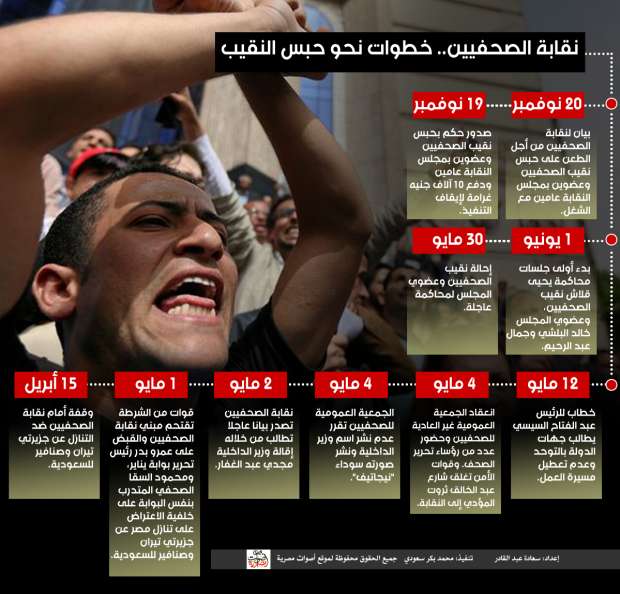 نقابة الصحفيين.. خطوات نحو حبس النقيب
20 نوفمبر
بيان لنقابة
الصحفيين من أجل
الطعن على حبس
نقيب الصحفيين
وعضوين بمجلس
النقابة عامين مع
الشغل.
19 نوفمبر
صدور حكم بحبس
نقيب الصحفيين
وعضوين بمجلس
النقابة عامين
ودفع 10 آلاف جنيه
غرامة لإيقاف
التنفيذ.
1 يونيو
بدء أولى جلسات
محاكمة يحيى
قلاش نقيب
الصحفيين،
وعضوي المجلس
خالد البلشي وجمال
عبد الرحيم.
30 مايو
إحالة نقيب
الصحفيين وعضوي
المجلس لمحاكمة
عاجلة.
12 مايو
خطاب للرئيس
عبد الفتاح السيسي
يطالب جهات
الدولة بالتوحد
وعدم تعطيل
مسيرة العمل.
4 مايو
انعقاد الجمعية
العمومية غير العادية
للصحفيين وحضور
عدد من رؤساء تحرير
الصحف. وقوات
الأمن تغلق شارع
عبد الخالق ثروت
المؤدي إلى النقابة.
4 مايو
الجمعية العمومية
للصحفيين تقرر
عدم نشر اسم وزير
الداخلية ونشر
صورته سوداء
"نيجاتيف".
2 مايو
نقابة الصحفيين
تصدر بيانا عاجلا
تطالب من خلاله
إقالة وزير الداخلية
مجدي عبد الغفار.
1 مايو
قوات من الشرطة
تقتحم مبنى نقابة
الصحفيين والقبض
على عمرو بدر رئيس
تحرير بوابة يناير،
ومحمود السقا
الصحفي المتدرب
بنفس البوابة على
خلفية الاعتراض
على تنازل مصر عن
جزيرتي تيران
وصنافير للسعودية.
15 أبريل
وقفة أمام نقابة
الصحفيين ضد
التنازل عن جزيرتي
تيران وصنافير
للسعودية.
إعداد: سعادة عبد القادر تنفيذ: محمد بكر سعودي جميع الحقوق محفوظة لموقع أصوات مصرية